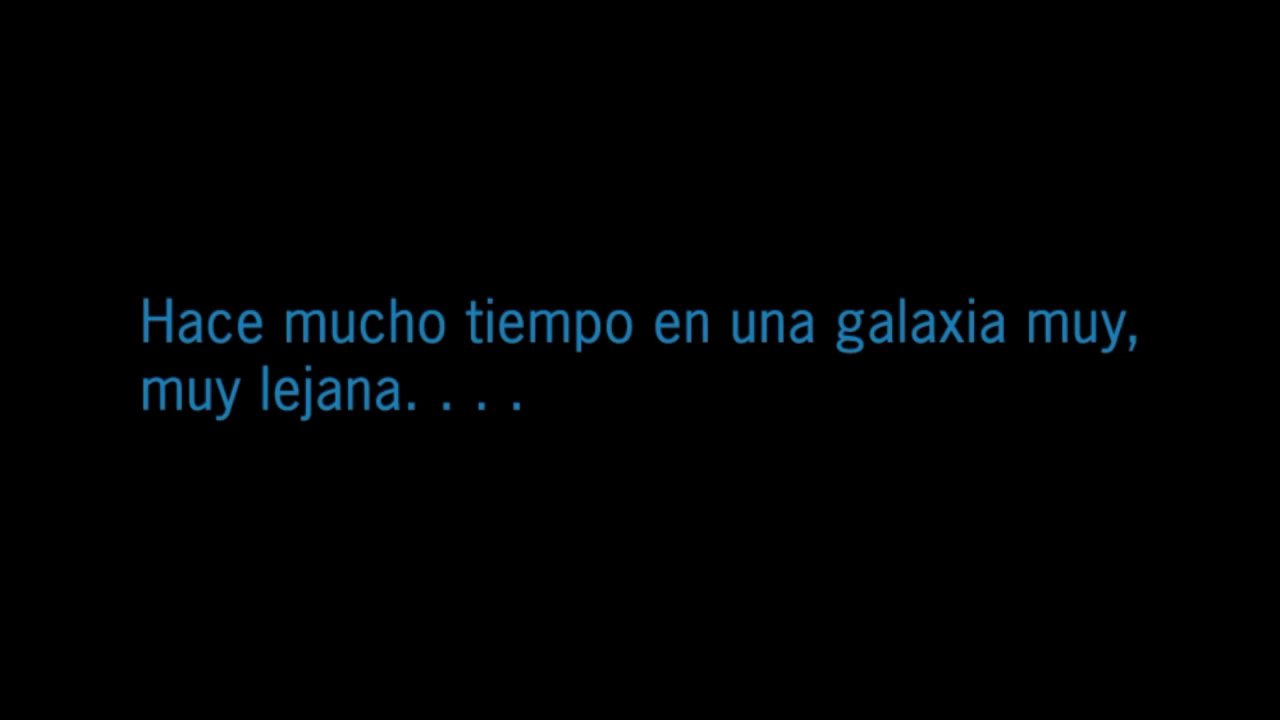 Hace mucho tiempo en una galaxia muy,
muy lejana. . . .